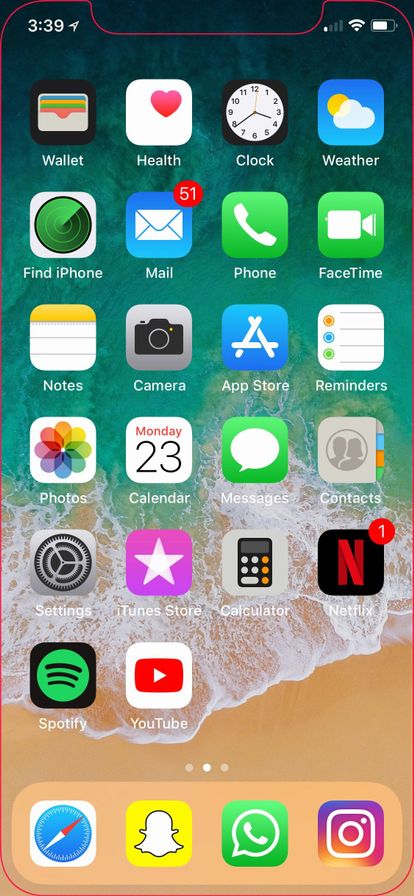 3:39
Wallet Health Clock Weather
51
Find iPhone Mail Phone FaceTime
Notes Camera App Store Reminders
Monday
23
Photos Calendar Messages Contacts
1
Settings iTunes Store Calculator Netflix
Spotify YouTube